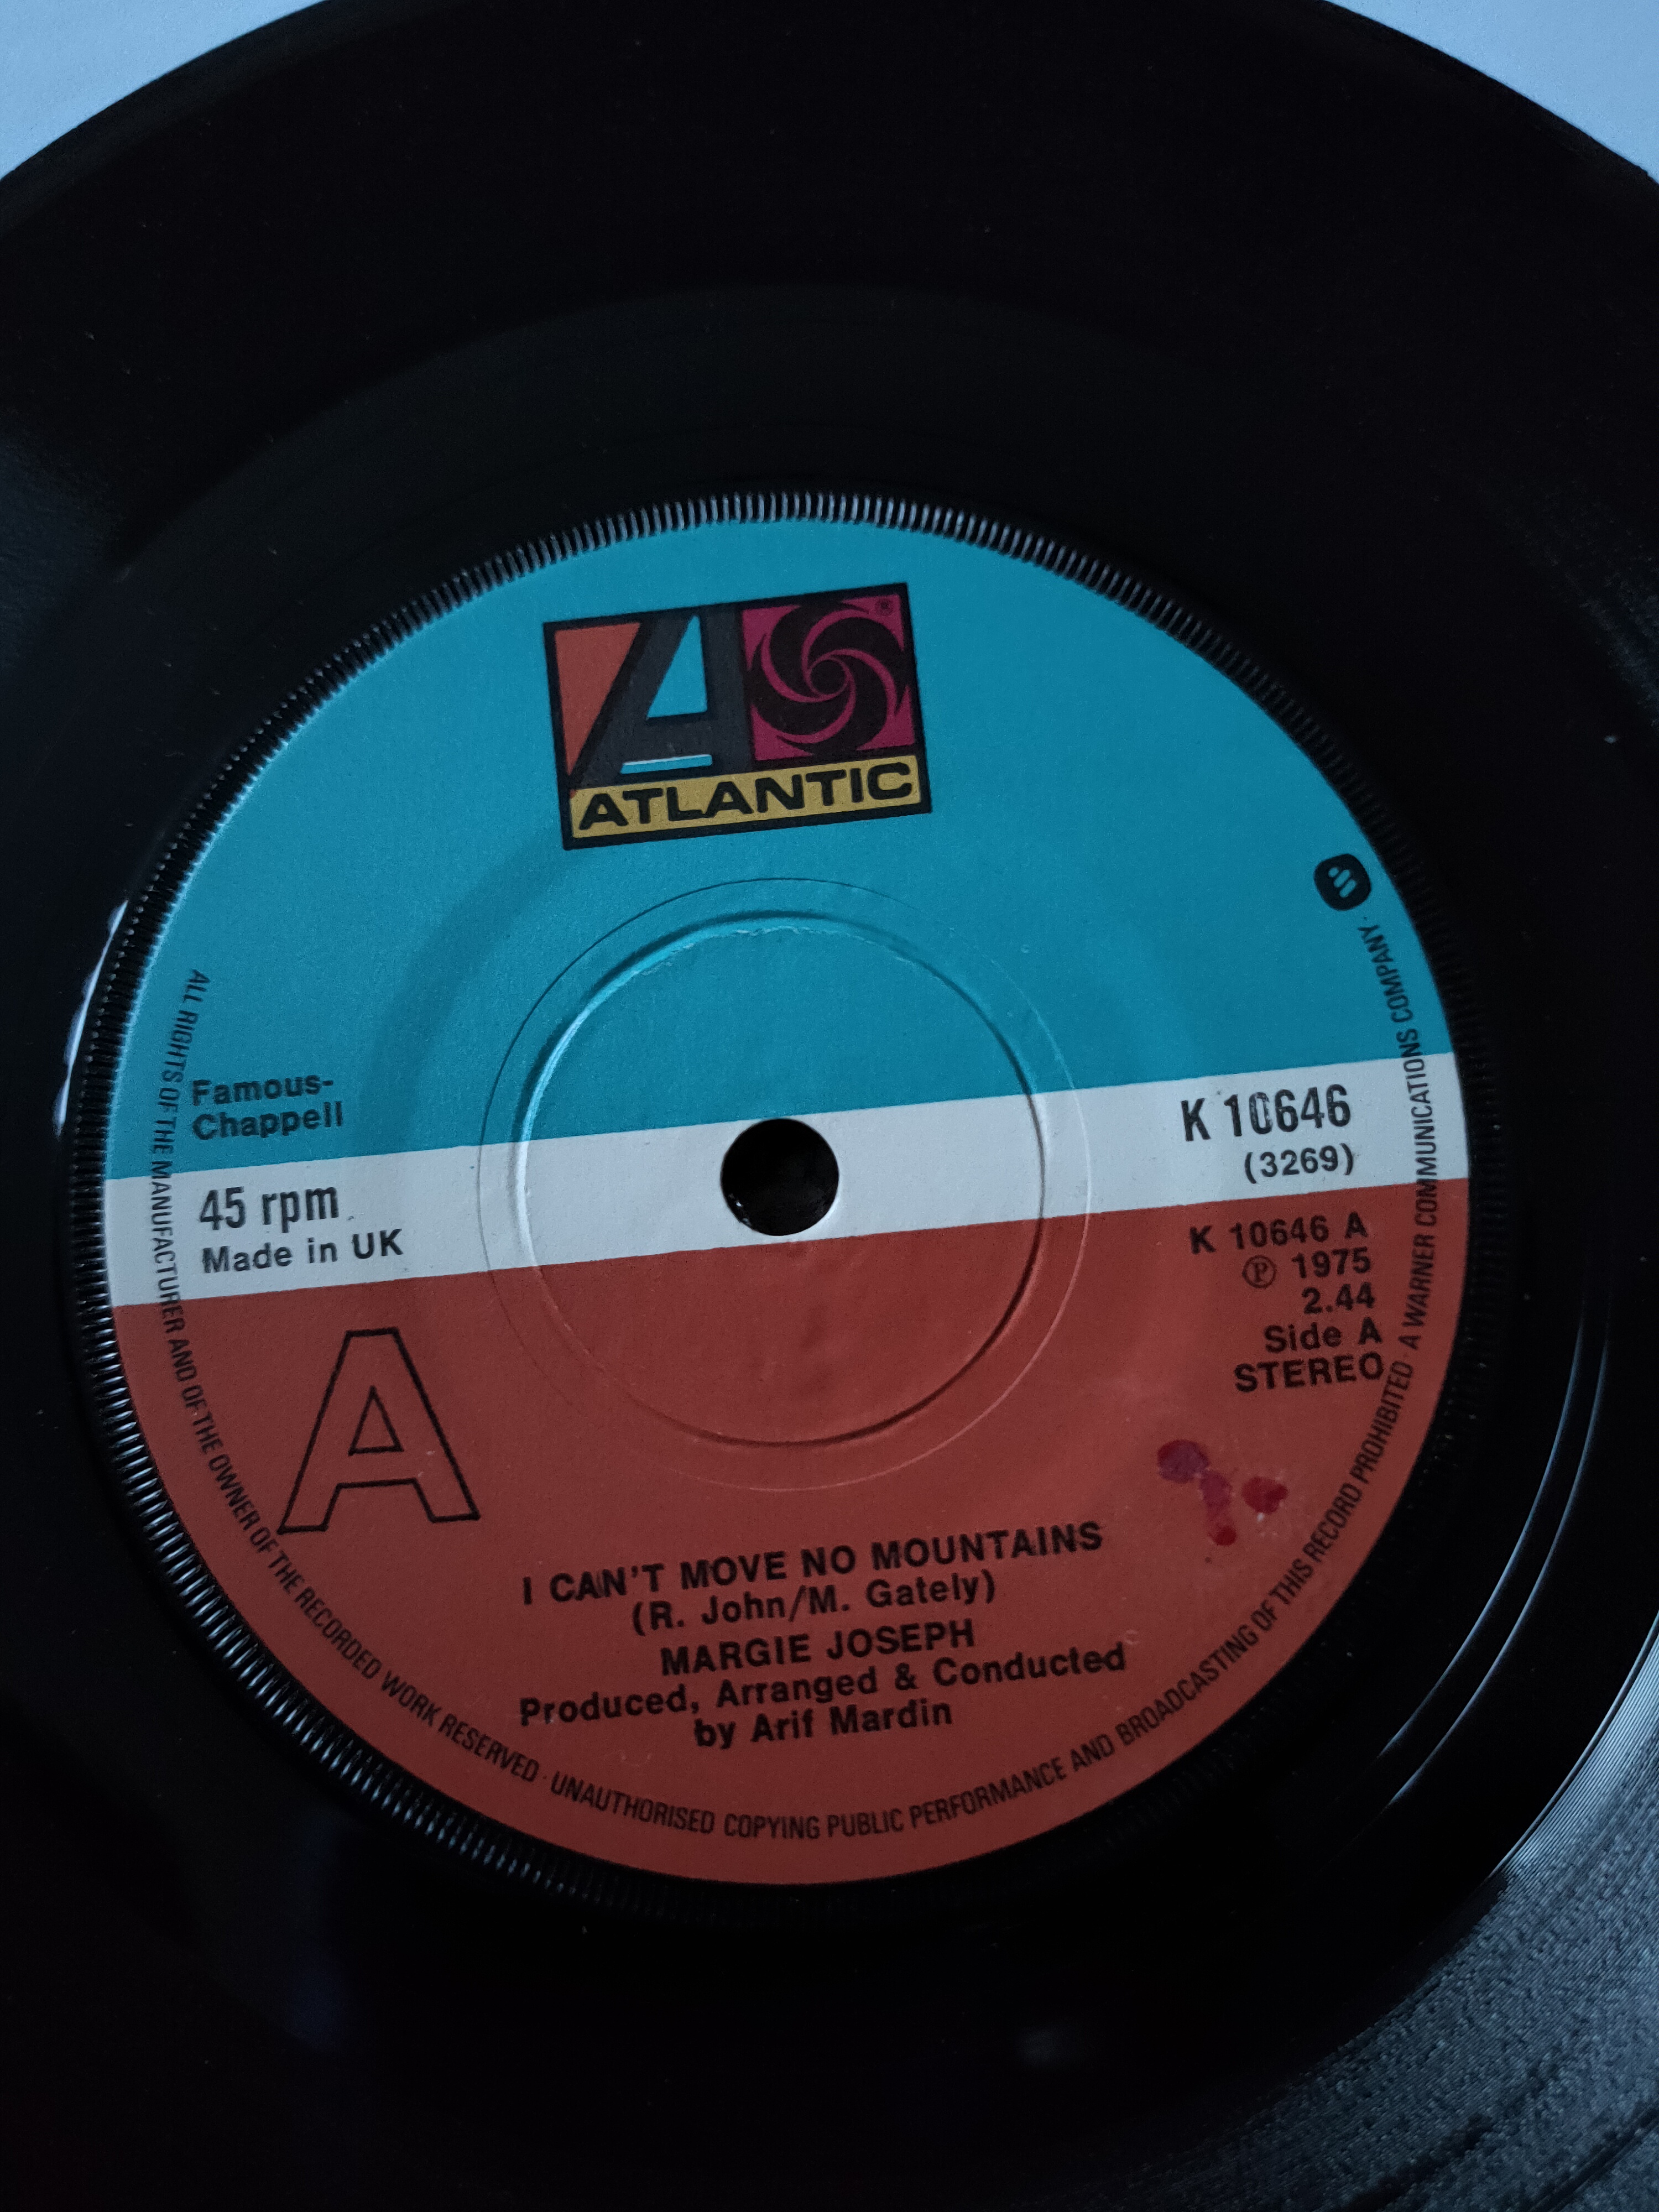 A
®
ATLANTIC
Famous-
Chappell
45 rpm
Made in UK
K 10646
(3269)
K 10646 A
℗ 1975
2.44
Side A
STEREO
A
I CAN'T MOVE NO MOUNTAINS
(R. John/M. Gately)
MARGIE JOSEPH
Produced, Arranged & Conducted
by Arif Mardin
ALL RIGHTS OF THE MANUFACTURER AND OF THE OWNER OF THE RECORDED WORK RESERVED · UNAUTHORISED COPYING PUBLIC PERFORMANCE AND BROADCASTING OF THIS RECORD PROHIBITED · A WARNER COMMUNICATIONS COMPANY ·